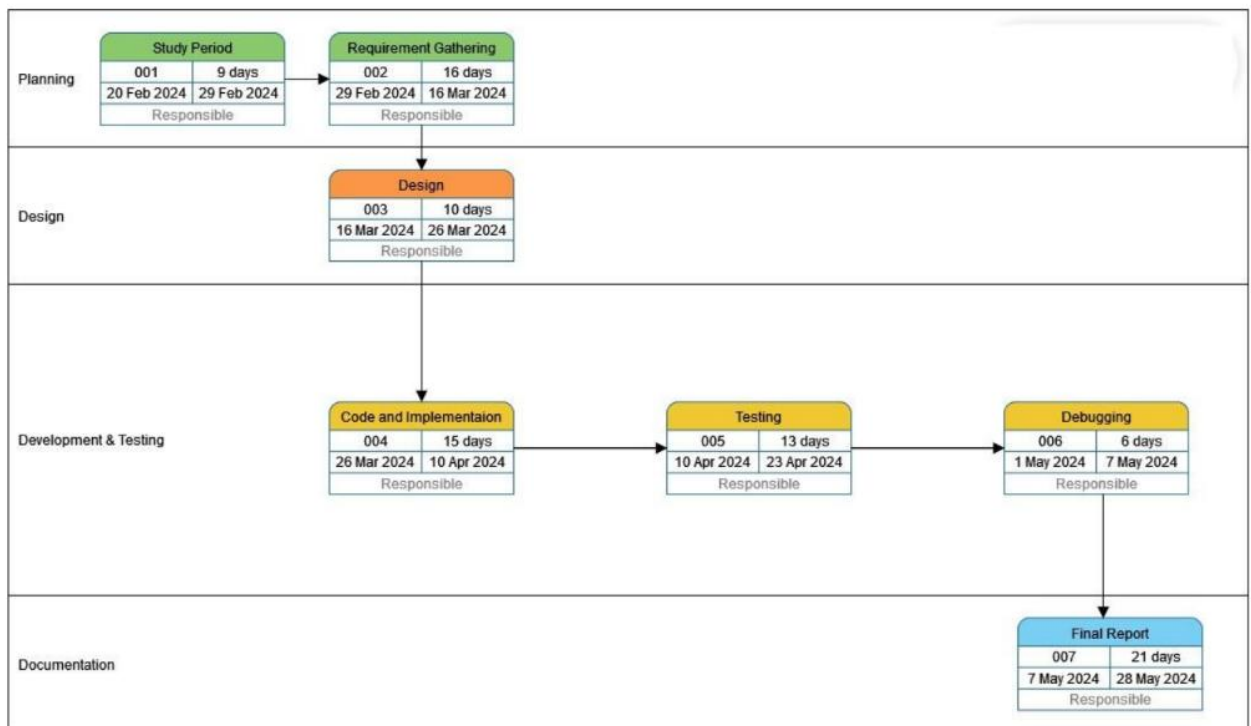 Planning
Study Period
001 9 days
20 Feb 2024 29 Feb 2024
Responsible
Requirement Gathering
002 16 days
29 Feb 2024 16 Mar 2024
Responsible
Design
Design
003 10 days
16 Mar 2024 26 Mar 2024
Responsible
Development & Testing
Code and Implementaion
004 15 days
26 Mar 2024 10 Apr 2024
Responsible
Testing
005 13 days
10 Apr 2024 23 Apr 2024
Responsible
Debugging
006 6 days
1 May 2024 7 May 2024
Responsible
Documentation
Final Report
007 21 days
7 May 2024 28 May 2024
Responsible